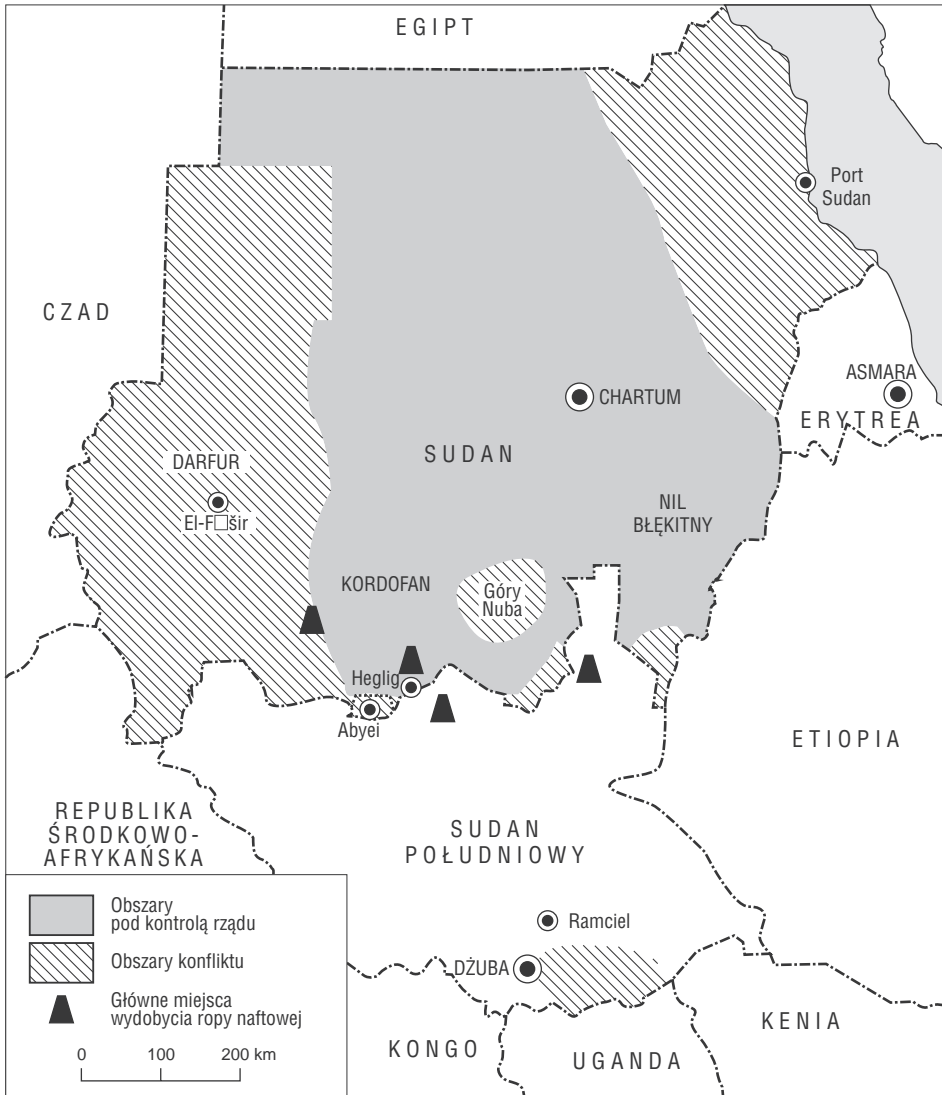 EGIPT
Port
Sudan
CZAD
ASMARA
CHARTUM
ERYTREA
SUDAN
DARFUR
El-F□šir
NIL
BŁĘKITNY
KORDOFAN
Góry
Nuba
Heglig
Abyei
ETIOPIA
REPUBLIKA
ŚRODKOWO-
AFRYKAŃSKA
SUDAN
POŁUDNIOWY
Ramciel
DŻUBA
KENIA
KONGO
UGANDA
Obszary
pod kontrolą rządu
Obszary konfliktu
Główne miejsca
wydobycia ropy naftowej
0 100 200 km